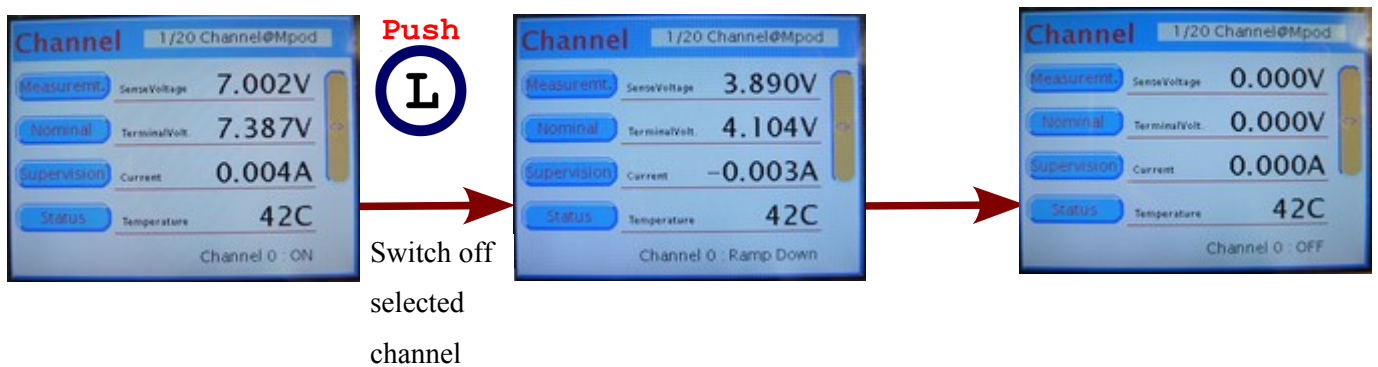 Channel 1/20 Channel@Mpod
Measuremt. SenseVoltage 7.002V
Nominal TerminalVolt. 7.387V
Supervision Current 0.004A
Status Temperature 42C
Channel 0 : ON
Push
L
Switch off
selected
channel
Channel 1/20 Channel@Mpod
Measuremt. SenseVoltage 3.890V
Nominal TerminalVolt. 4.104V
Supervision Current -0.003A
Status Temperature 42C
Channel 0 : Ramp Down
Channel 1/20 Channel@Mpod
Measuremt. SenseVoltage 0.000V
Nominal TerminalVolt. 0.000V
Supervision Current 0.000A
Status Temperature 42C
Channel 0 : OFF